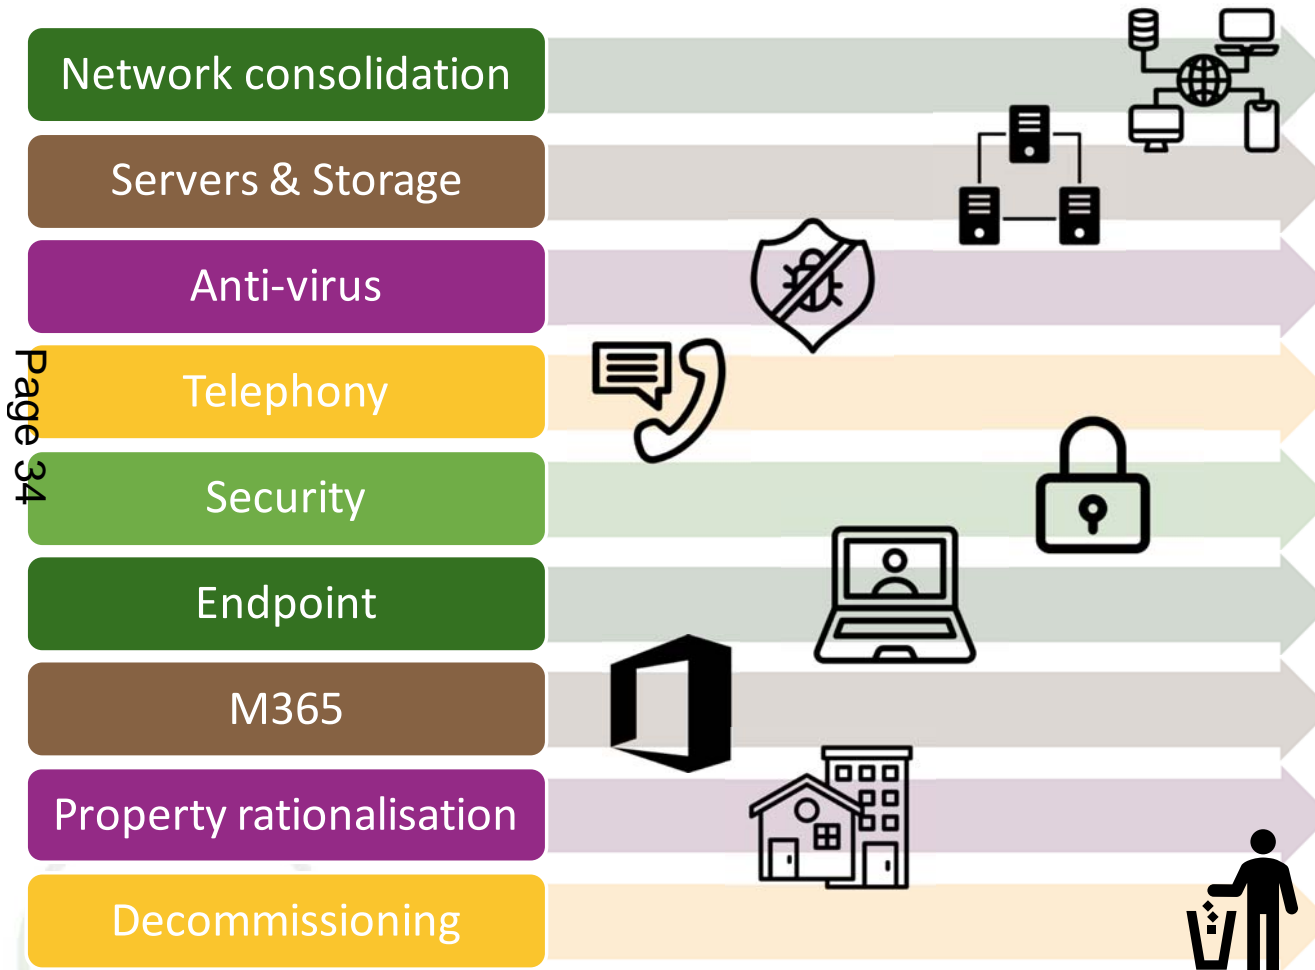 Network consolidation
Servers & Storage
Anti-virus
Telephony
Page 34
Security
Endpoint
M365
Property rationalisation
Decommissioning